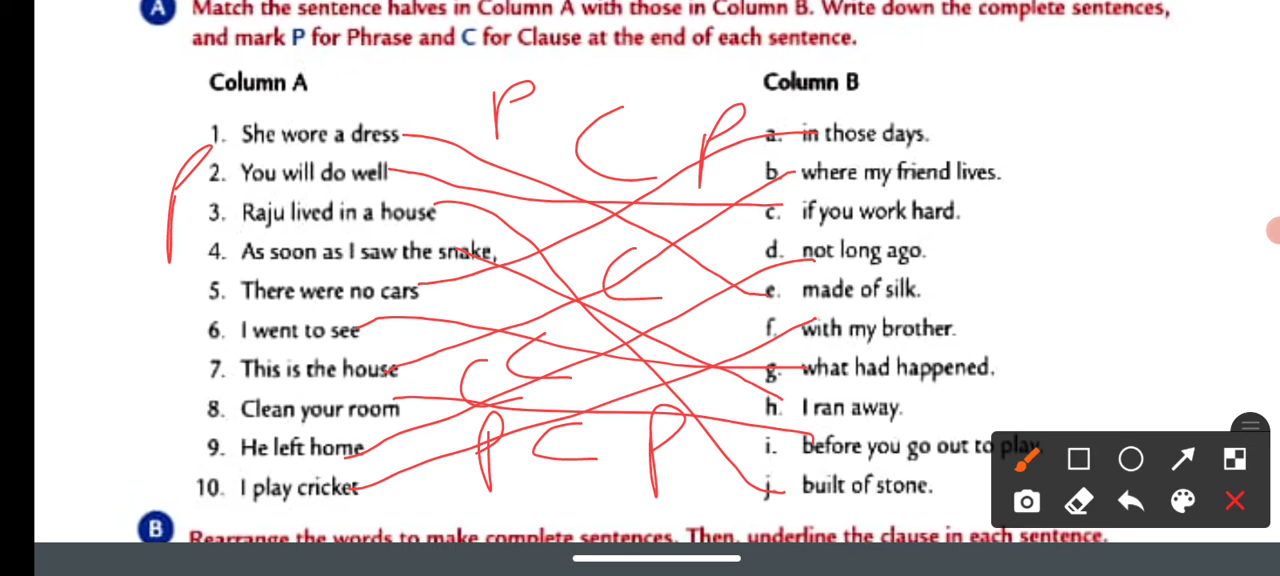 A Match the sentence halves in Column A with those in Column B. Write down the complete sentences,
and mark P for Phrase and C for Clause at the end of each sentence.
Column A Column B
1. She wore a dress a. in those days.
2. You will do well b. where my friend lives.
3. Raju lived in a house c. if you work hard.
4. As soon as I saw the snake, d. not long ago.
5. There were no cars e. made of silk.
6. I went to see f. with my brother.
7. This is the house g. what had happened.
8. Clean your room h. I ran away.
9. He left home i. before you go out to play.
10. I play cricket j. built of stone.
P C P
P
C
C C
P C P
B Rearrange the words to make complete sentences. Then, underline the clause in each sentence.